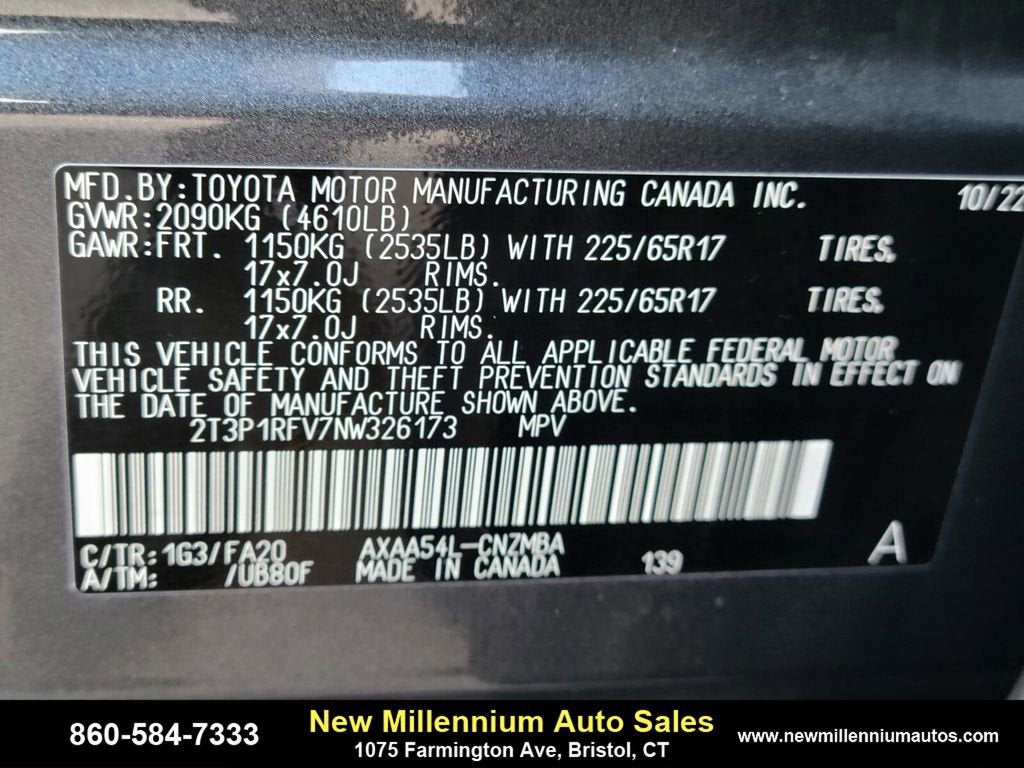 MFD.BY:TOYOTA MOTOR MANUFACTURING CANADA INC. 10/22
GVWR:2090KG (4610LB)
GAWR:FRT. 1150KG (2535LB) WITH 225/65R17 TIRES.
17x7.0J RIMS.
RR. 1150KG (2535LB) WITH 225/65R17 TIRES.
17x7.0J RIMS.
THIS VEHICLE CONFORMS TO ALL APPLICABLE FEDERAL MOTOR
VEHICLE SAFETY AND THEFT PREVENTION STANDARDS IN EFFECT ON
THE DATE OF MANUFACTURE SHOWN ABOVE.
2T3P1RFV7NW326173 MPV
C/TR:1G3/FA20 AXAA54L-CNZMBA
A/TM: /UB80F MADE IN CANADA 139 A
860-584-7333
New Millennium Auto Sales
1075 Farmington Ave, Bristol, CT
www.newmillenniumautos.com